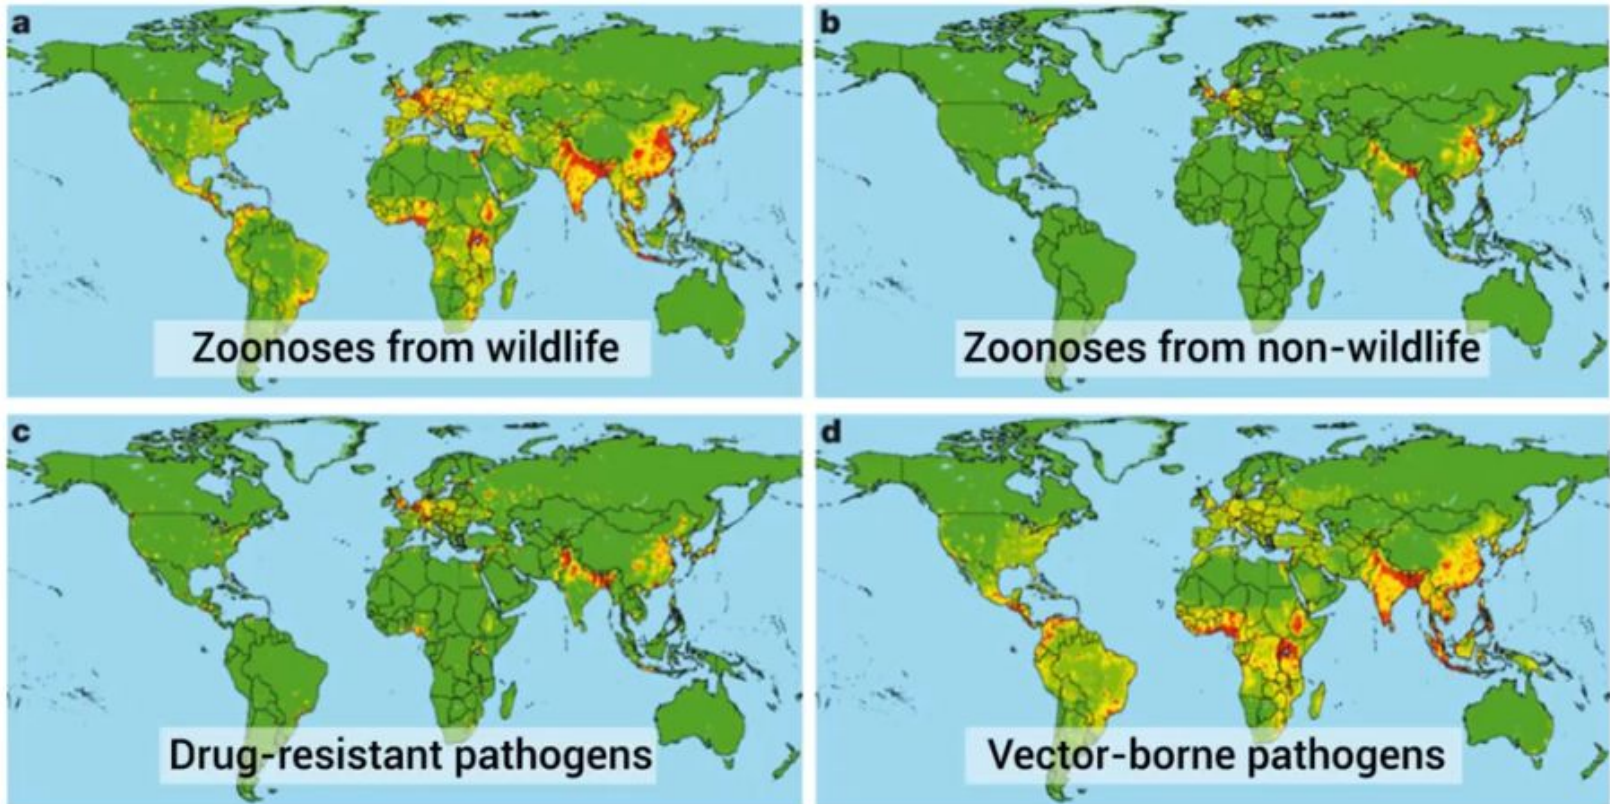 a
b
Zoonoses from wildlife
Zoonoses from non-wildlife
c
d
Drug-resistant pathogens
Vector-borne pathogens